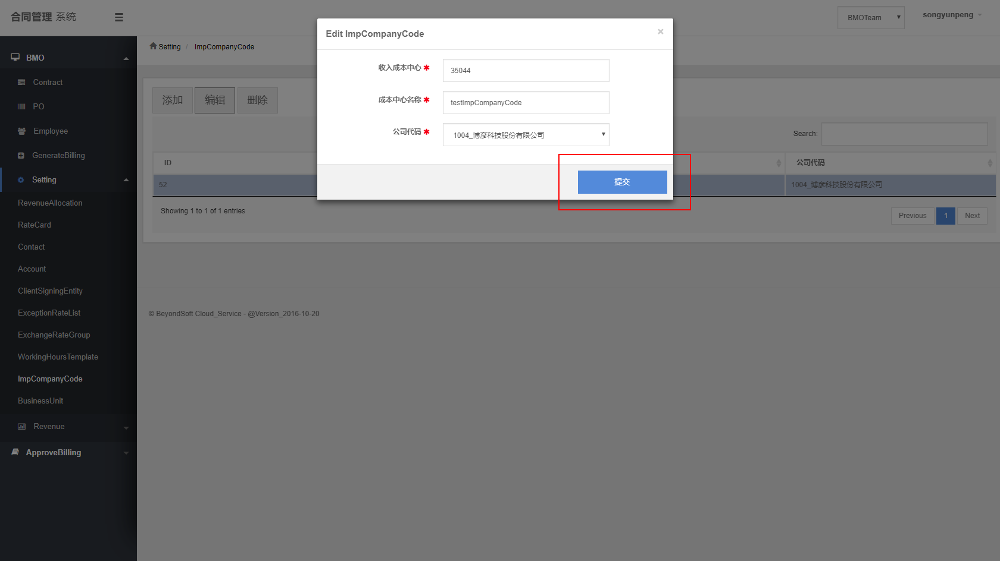 合同管理 系统
BMOTeam
songyunpeng
BMO
Contract
PO
Employee
GenerateBilling
Setting
RevenueAllocation
RateCard
Contact
Account
ClientSigningEntity
ExceptionRateList
ExchangeRateGroup
WorkingHoursTemplate
ImpCompanyCode
BusinessUnit
Revenue
ApproveBilling
Setting / ImpCompanyCode
添加 编辑 删除
Search:
ID 公司代码
52 1004_博彦科技股份有限公司
Showing 1 to 1 of 1 entries
Previous 1 Next
© BeyondSoft Cloud_Service - @Version_2016-10-20
Edit ImpCompanyCode ×
收入成本中心 ✱ 35044
成本中心名称 ✱ testImpCompanyCode
公司代码 ✱ 1004_博彦科技股份有限公司
提交